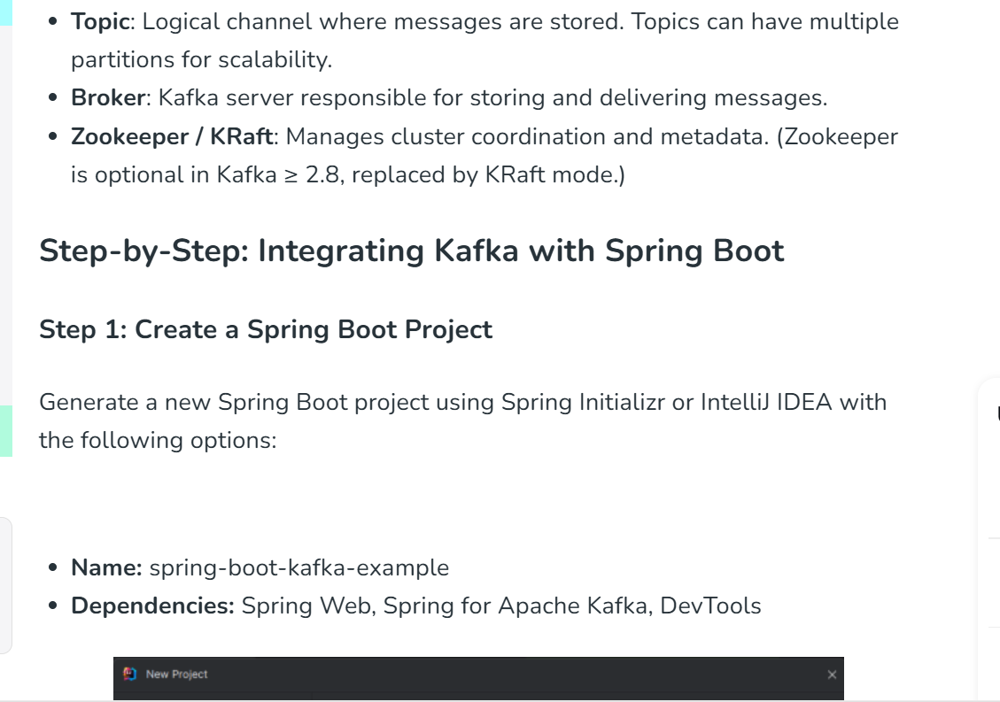 • Topic: Logical channel where messages are stored. Topics can have multiple
partitions for scalability.
• Broker: Kafka server responsible for storing and delivering messages.
• Zookeeper / KRaft: Manages cluster coordination and metadata. (Zookeeper
is optional in Kafka ≥ 2.8, replaced by KRaft mode.)
Step-by-Step: Integrating Kafka with Spring Boot
Step 1: Create a Spring Boot Project
Generate a new Spring Boot project using Spring Initializr or IntelliJ IDEA with
the following options:
• Name: spring-boot-kafka-example
• Dependencies: Spring Web, Spring for Apache Kafka, DevTools
New Project